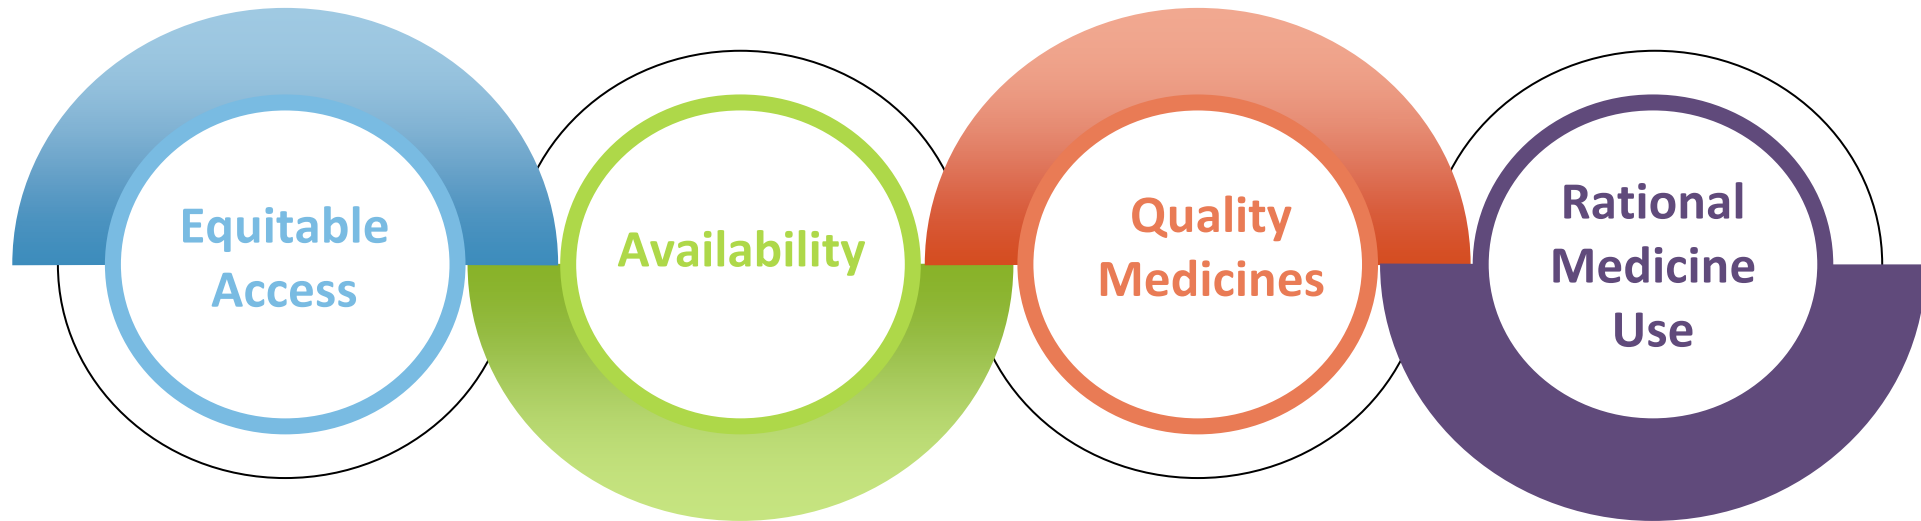 Equitable
Access
Availability
Quality
Medicines
Rational
Medicine
Use